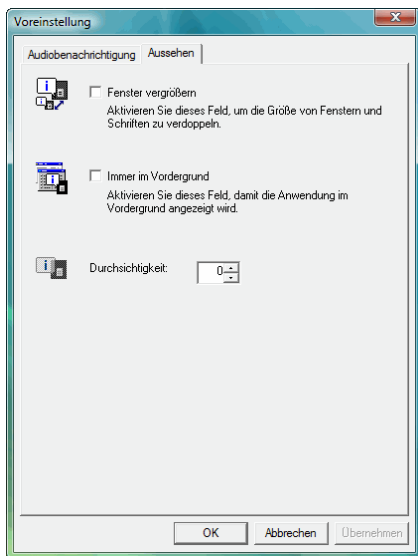 Voreinstellung
Audiobenachrichtigung
Aussehen
Fenster vergrößern
Aktivieren Sie dieses Feld, um die Größe von Fenstern und
Schriften zu verdoppeln.
Immer im Vordergrund
Aktivieren Sie dieses Feld, damit die Anwendung im
Vordergrund angezeigt wird.
Durchsichtigkeit:
0
OK
Abbrechen
Übernehmen